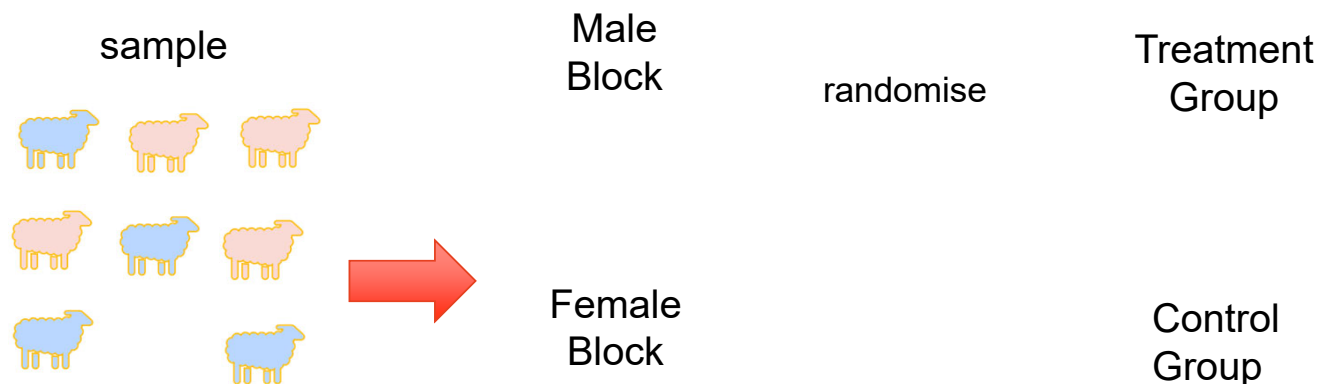 sample
Male
Block
randomise
Treatment
Group
Female
Block
Control
Group